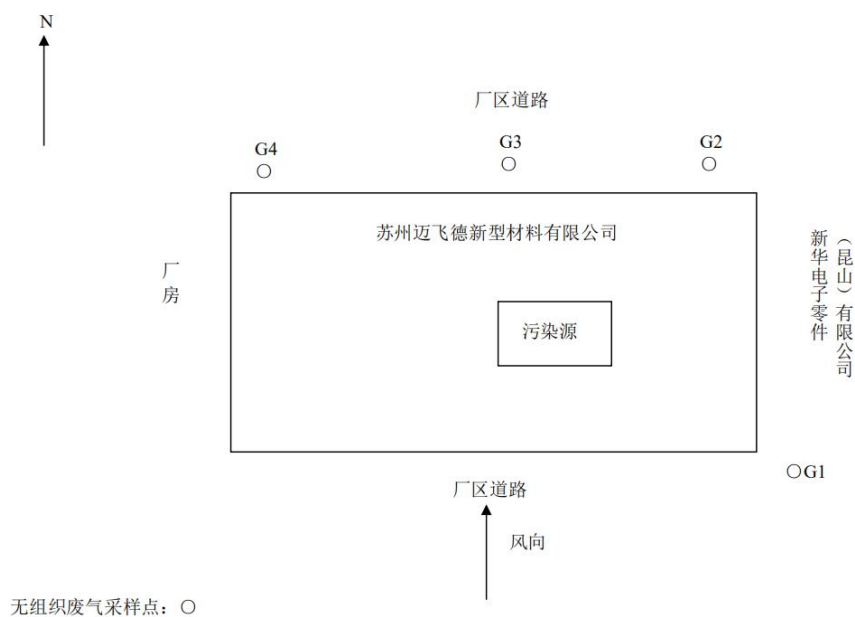 N
厂区道路
G4
G3
G2
苏州迈飞德新型材料有限公司
厂房
新华电子零件
（昆山）有限公司
污染源
G1
厂区道路
风向
无组织废气采样点：○